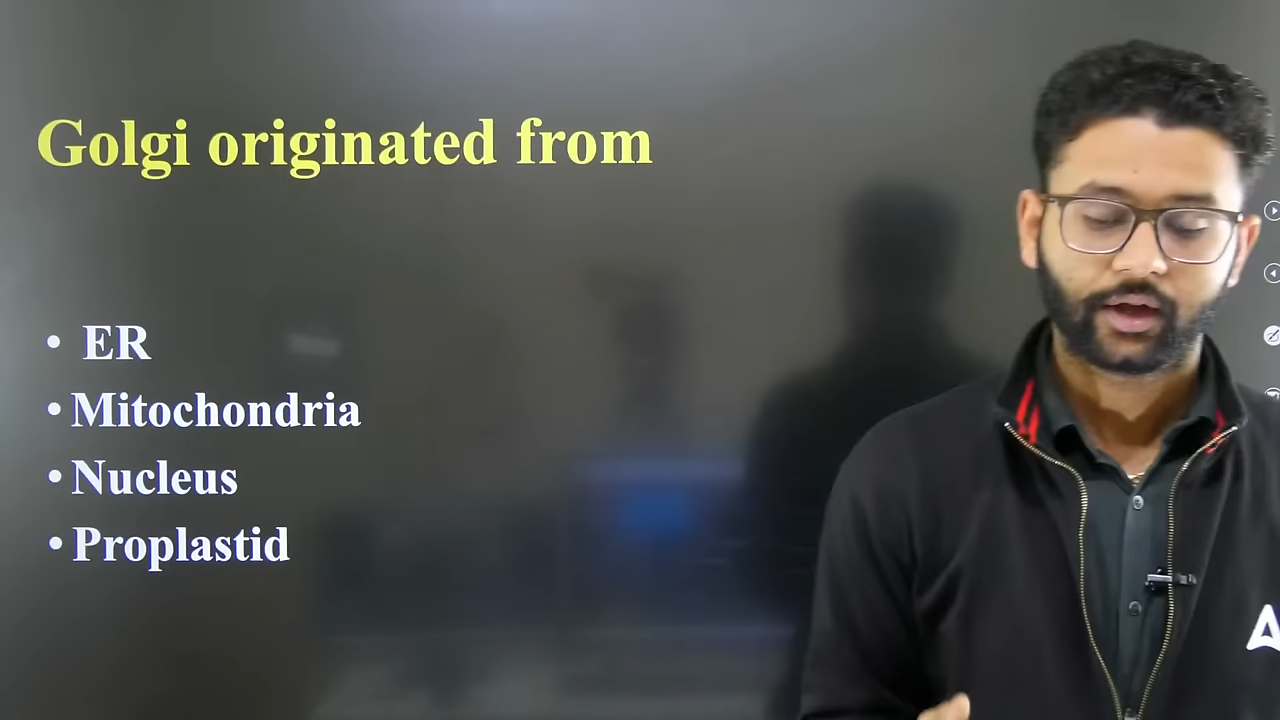 Golgi originated from
• ER
• Mitochondria
• Nucleus
• Proplastid